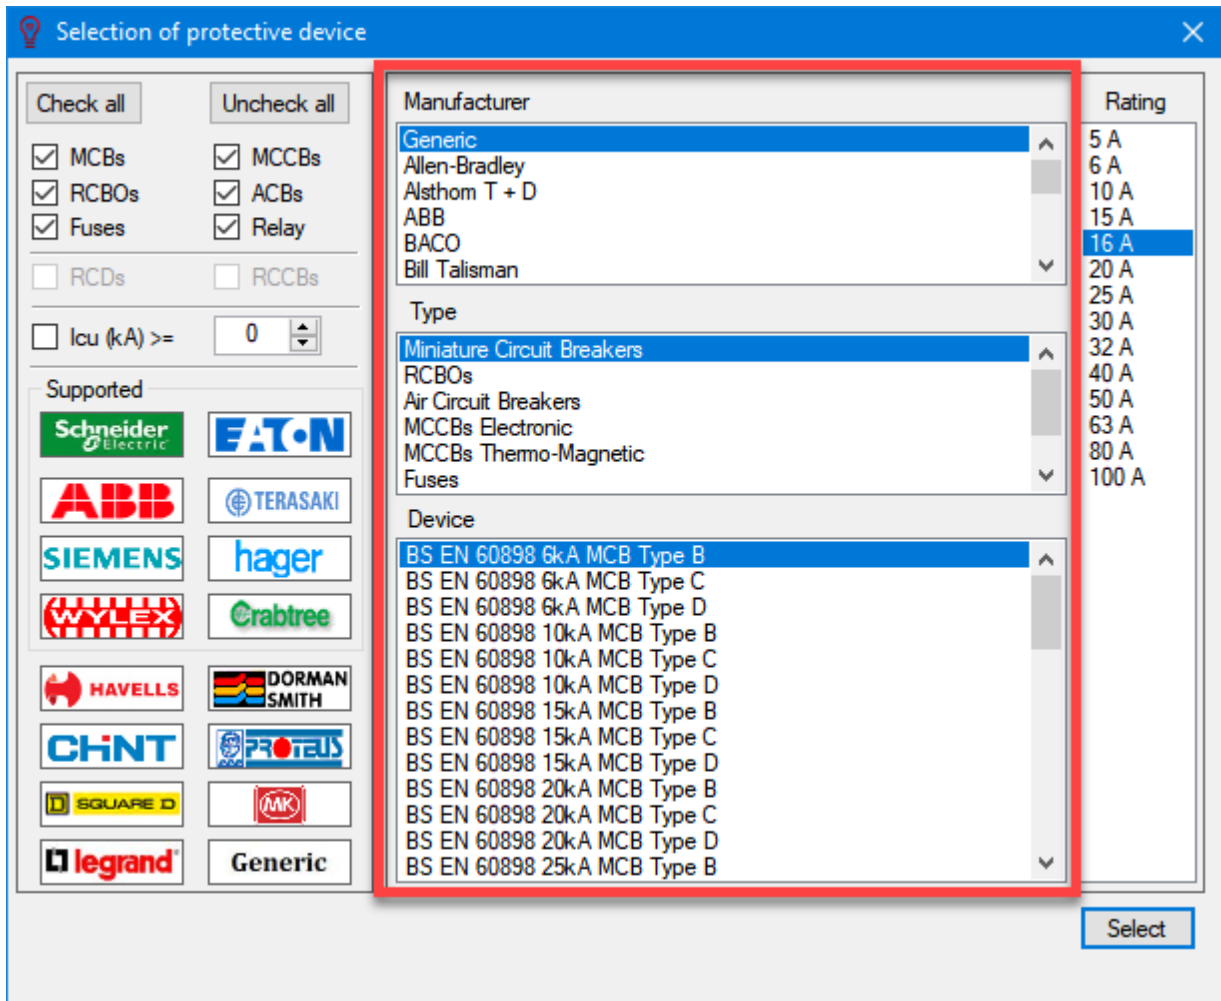 Selection of protective device
Check all
Uncheck all
MCBs
MCCBs
RCBOs
ACBs
Fuses
Relay
RCDs
RCCBs
Icu (kA) >=
0
Supported
Schneider
Electric
EATON
ABB
TERASAKI
SIEMENS
hager
WYLEX
Crabtree
HAVELLS
DORMAN
SMITH
CHiNT
PROTEUS
SQUARE D
MK
legrand
Generic
Manufacturer
Generic
Allen-Bradley
Alsthom T + D
ABB
BACO
Bill Talisman
Type
Miniature Circuit Breakers
RCBOs
Air Circuit Breakers
MCCBs Electronic
MCCBs Thermo-Magnetic
Fuses
Device
BS EN 60898 6kA MCB Type B
BS EN 60898 6kA MCB Type C
BS EN 60898 6kA MCB Type D
BS EN 60898 10kA MCB Type B
BS EN 60898 10kA MCB Type C
BS EN 60898 10kA MCB Type D
BS EN 60898 15kA MCB Type B
BS EN 60898 15kA MCB Type C
BS EN 60898 15kA MCB Type D
BS EN 60898 20kA MCB Type B
BS EN 60898 20kA MCB Type C
BS EN 60898 20kA MCB Type D
BS EN 60898 25kA MCB Type B
Rating
5 A
6 A
10 A
15 A
16 A
20 A
25 A
30 A
32 A
40 A
50 A
63 A
80 A
100 A
Select